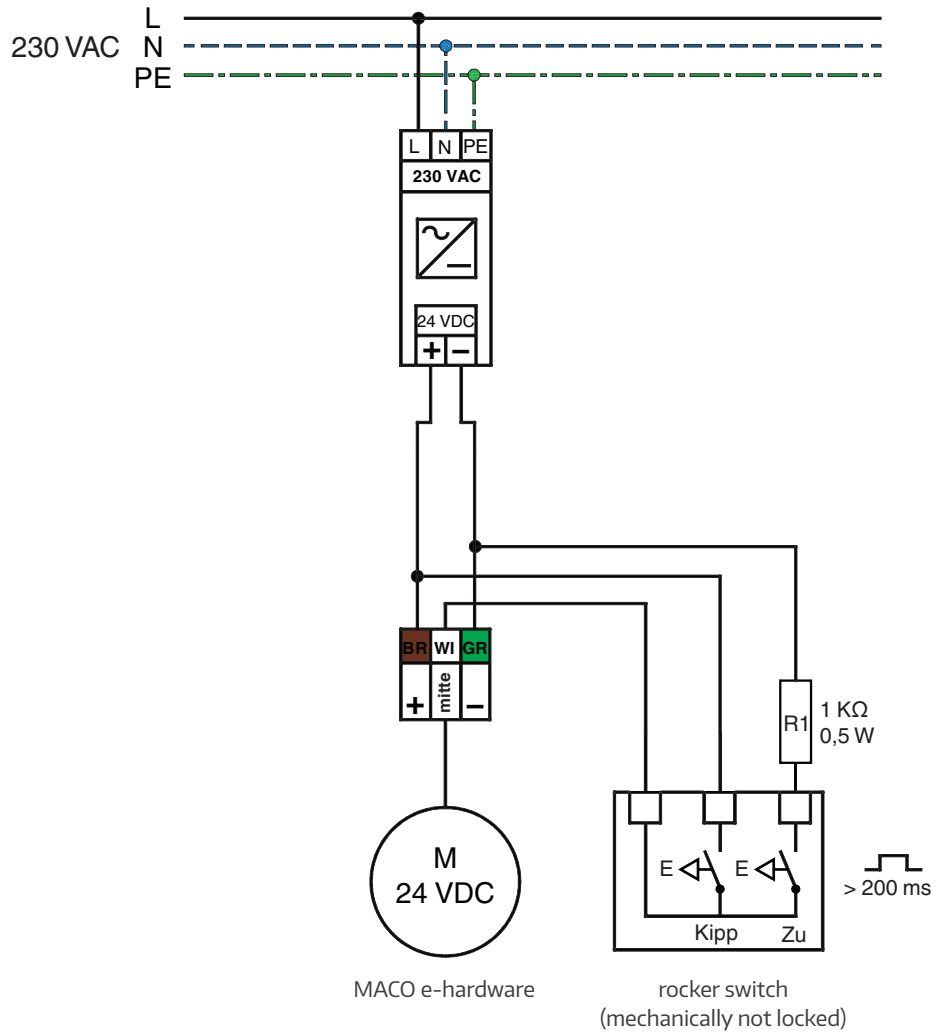 L
230 VAC N
PE
L N PE
230 VAC
24 VDC
+ −
BR WI GR
+ mitte −
R1
1 KΩ
0,5 W
M
24 VDC
E E
Kipp Zu
> 200 ms
MACO e-hardware
rocker switch
(mechanically not locked)